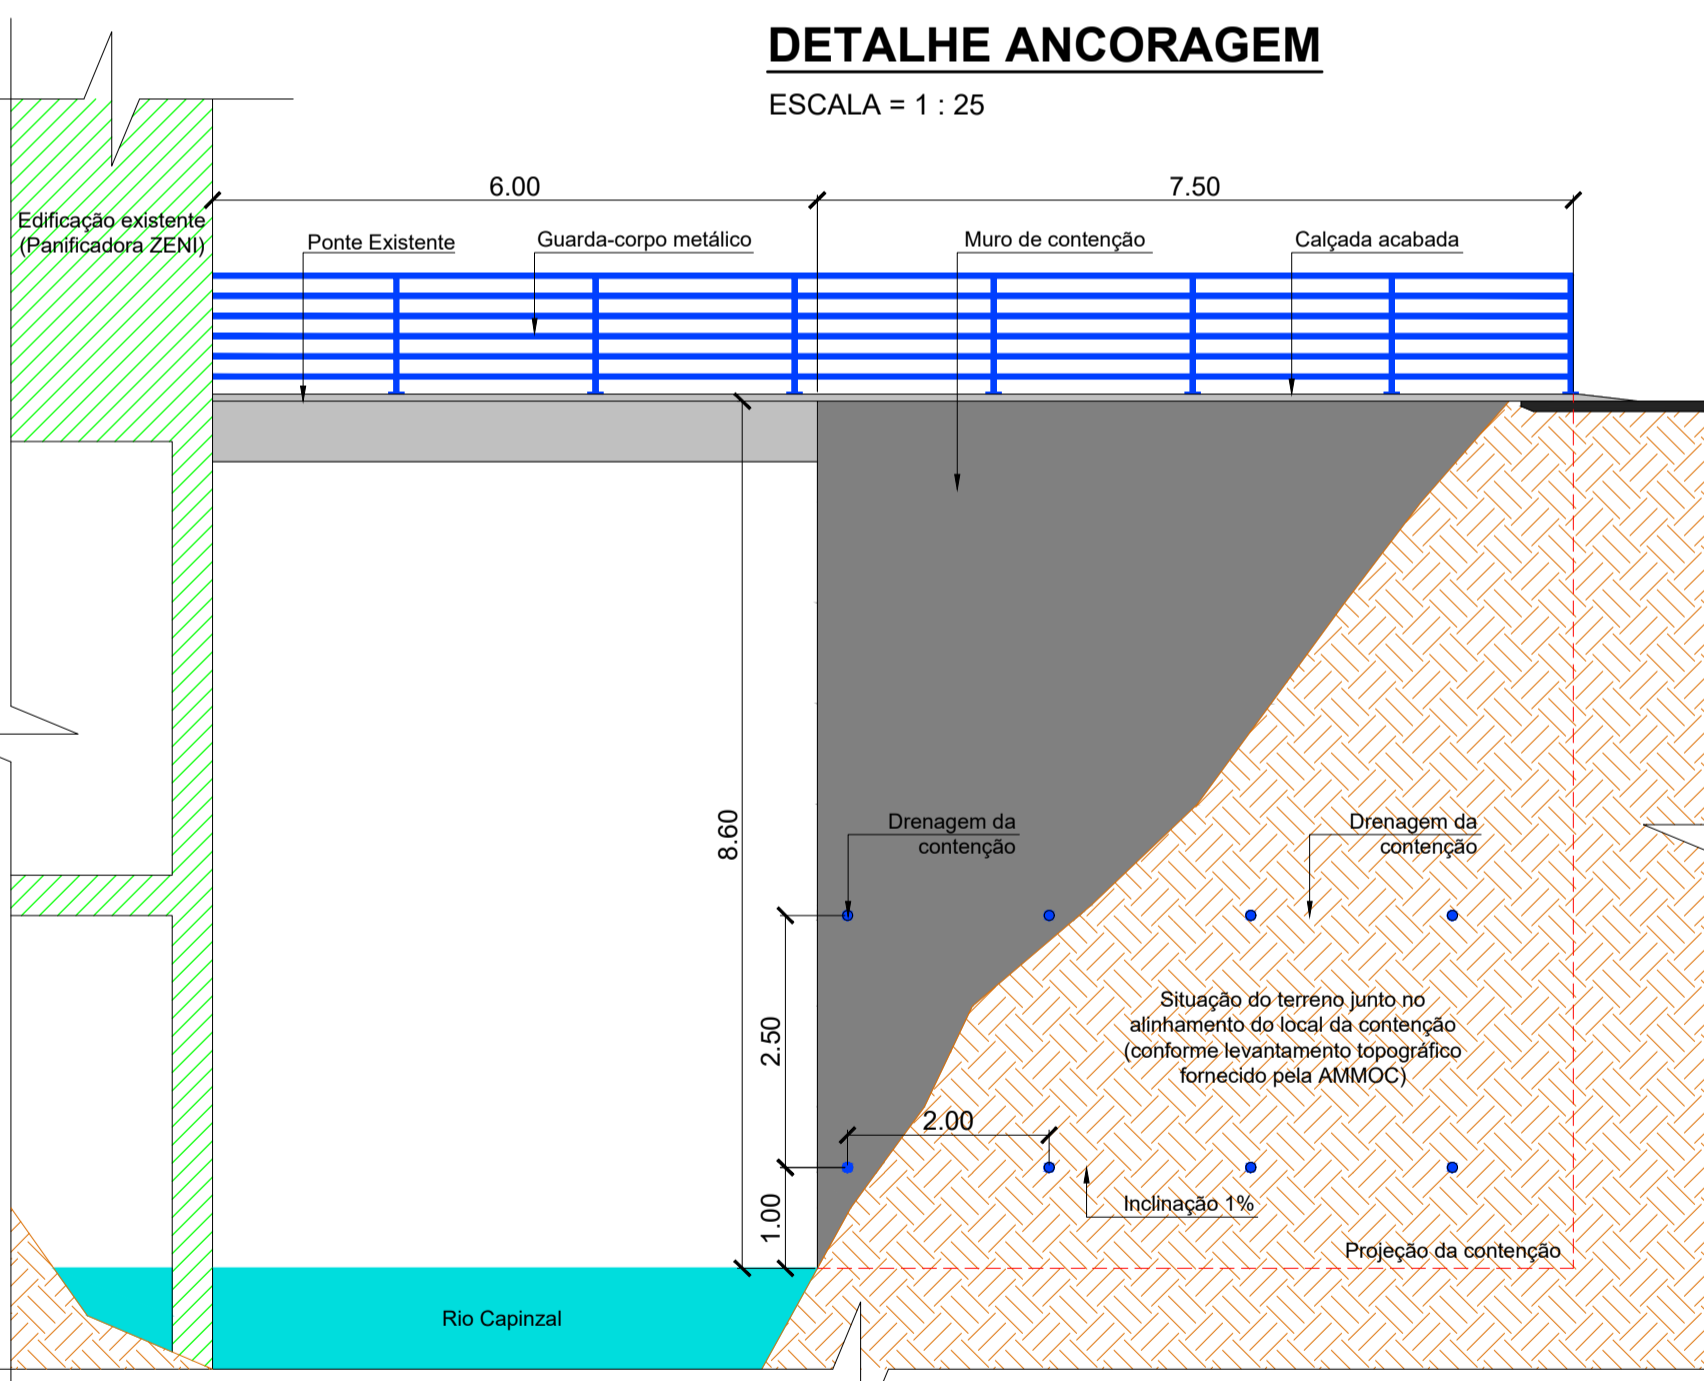 DETALHE ANCORAGEM
ESCALA = 1 : 25
6.00
7.50
Edificação existente
(Panificadora ZENI)
Ponte Existente
Guarda-corpo metálico
Muro de contenção
Calçada acabada
8.60
Drenagem da
contenção
Drenagem da
contenção
2.50
Situação do terreno junto no
alinhamento do local da contenção
(conforme levantamento topográfico
fornecido pela AMMOC)
2.00
1.00
Inclinação 1%
Projeção da contenção
Rio Capinzal